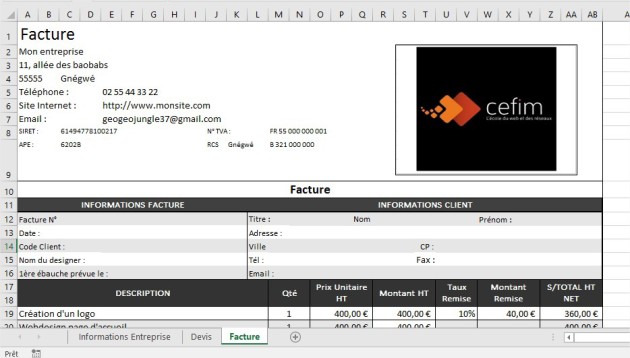 A B C D E F G H I J K L M N O P Q R S T U V W X Y Z AA AB
1 Facture
2 Mon entreprise
3 11, allée des baobabs
4 55555 Gnégwé
5 Téléphone : 02 55 44 33 22
6 Site Internet : http://www.monsite.com
7 Email : geogeojungle37@gmail.com
8 SIRET : 61494778100217 N° TVA : FR 55 000 000 001
APE : 6202B RCS Gnégwé B 321 000 000
9
cefim
L'école du web et des réseaux
10 Facture
11 INFORMATIONS FACTURE INFORMATIONS CLIENT
12 Facture N° Titre : Nom Prénom :
13 Date : Adresse :
14 Code Client : Ville CP :
15 Nom du designer : Tél : Fax :
16 1ère ébauche prévue le : Email :
17 DESCRIPTION Qté Prix Unitaire HT Montant HT Taux Remise Montant Remise S/TOTAL HT NET
18
19 Création d'un logo 1 400,00 € 400,00 € 10% 40,00 € 360,00 €
20 Webdesign page d'accueil 1 400,00 € 400,00 € 400,00 €
Informations Entreprise Devis Facture
Prêt